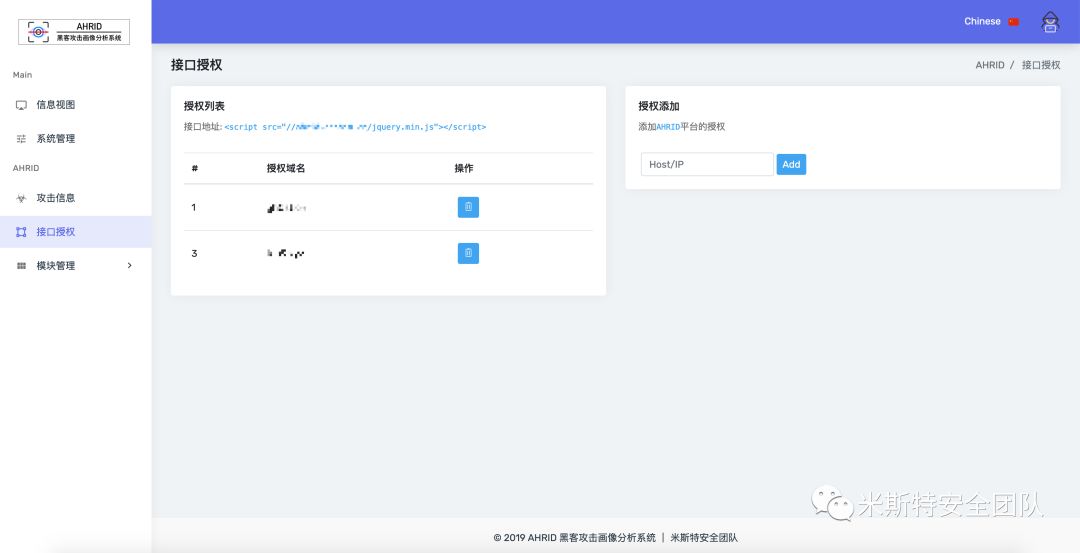 AHRID
黑客攻击画像分析系统
Chinese
Main
信息视图
系统管理
AHRID
攻击信息
接口授权
模块管理
接口授权
AHRID / 接口授权
授权列表
接口地址: <script src="// /jquery.min.js"></script>
# 授权域名 操作
1
3
授权添加
添加AHRID平台的授权
Host/IP Add
米斯特安全团队
© 2019 AHRID 黑客攻击画像分析系统 | 米斯特安全团队